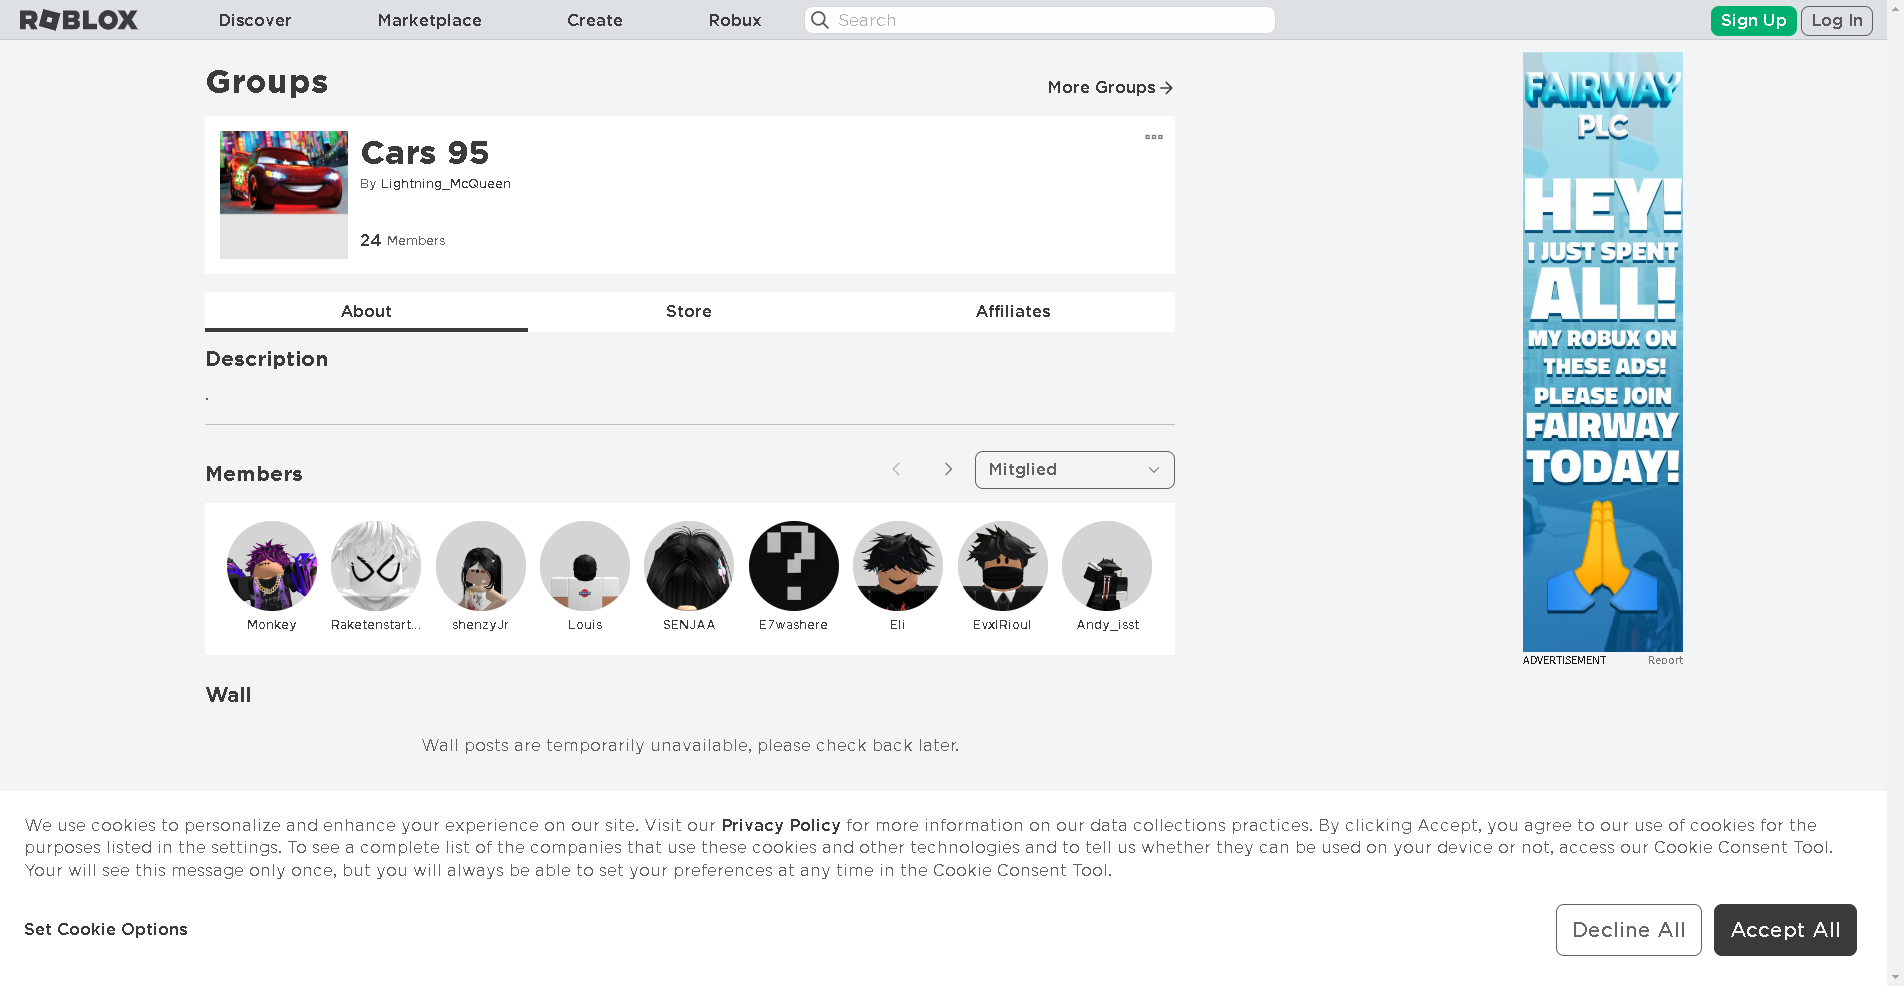 ROBLOX
Discover
Marketplace
Create
Robux
Search
Sign Up
Log In
Groups
More Groups
Cars 95
By Lightning_McQueen
24 Members
About
Store
Affiliates
Description
.
Members
Mitglied
Monkey
Raketenstart...
shenzyJr
Louis
SENJAA
E7washere
Eli
EvxlRioul
Andy_isst
Wall
Wall posts are temporarily unavailable, please check back later.
FAIRWAY
PLC
HEY!
I JUST SPENT
ALL!
MY ROBUX ON
THESE ADS!
PLEASE JOIN
FAIRWAY
TODAY!
ADVERTISEMENT
Report
We use cookies to personalize and enhance your experience on our site. Visit our Privacy Policy for more information on our data collections practices. By clicking Accept, you agree to our use of cookies for the
purposes listed in the settings. To see a complete list of the companies that use these cookies and other technologies and to tell us whether they can be used on your device or not, access our Cookie Consent Tool.
Your will see this message only once, but you will always be able to set your preferences at any time in the Cookie Consent Tool.
Set Cookie Options
Decline All
Accept All